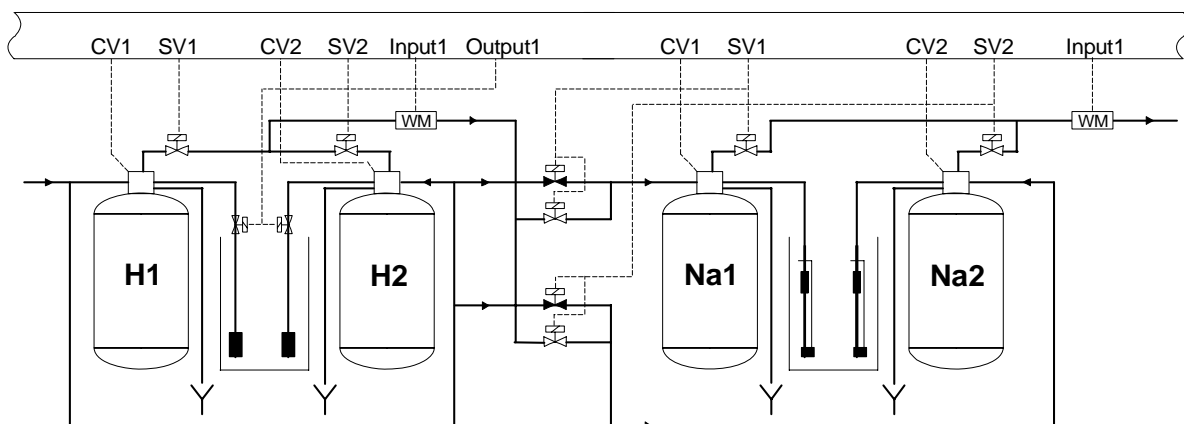 CV1 SV1 CV2 SV2 Input1 Output1 CV1 SV1 CV2 SV2 Input1
WM WM
H1 H2 Na1 Na2